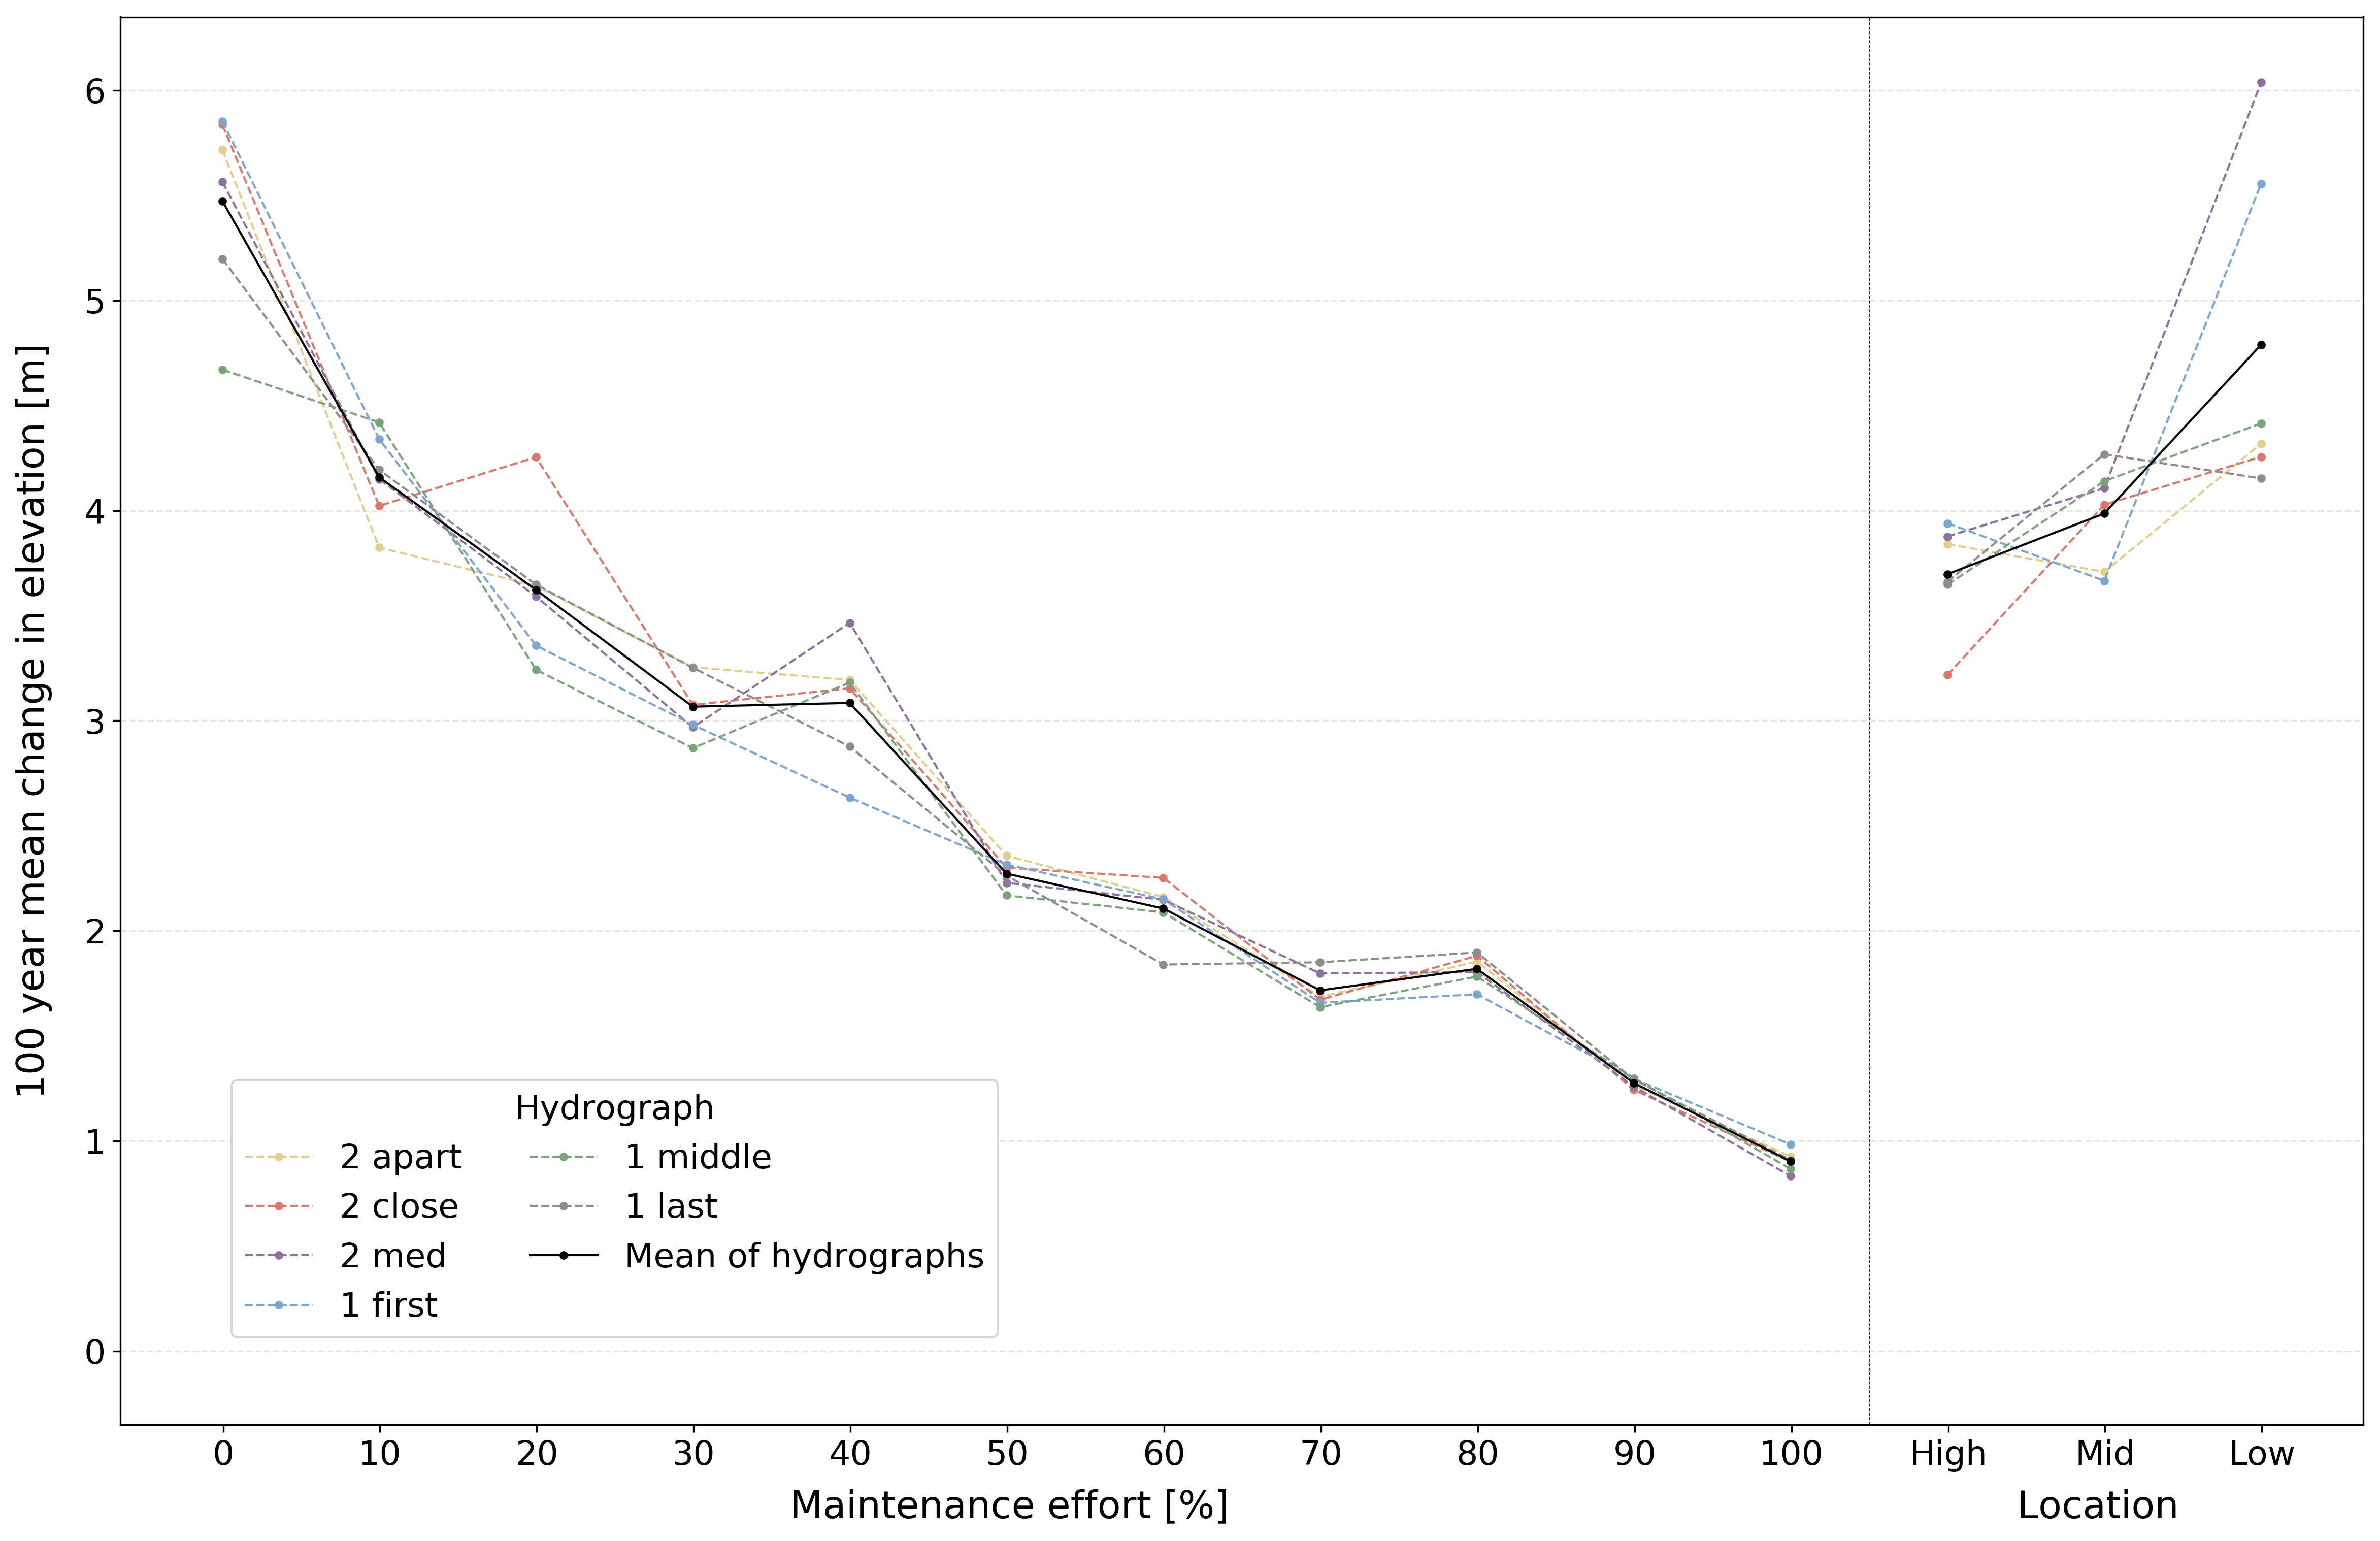 100 year mean change in elevation [m]
6
5
4
3
2
1
0
Hydrograph
2 apart
2 close
2 med
1 first
1 middle
1 last
Mean of hydrographs
0 10 20 30 40 50 60 70 80 90 100 High Mid Low
Maintenance effort [%] Location